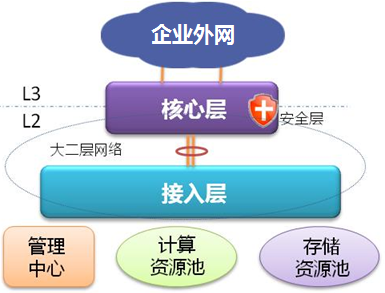 企业外网
L3
核心层
L2
安全层
大二层网络
接入层
管理
中心
计算
资源池
存储
资源池